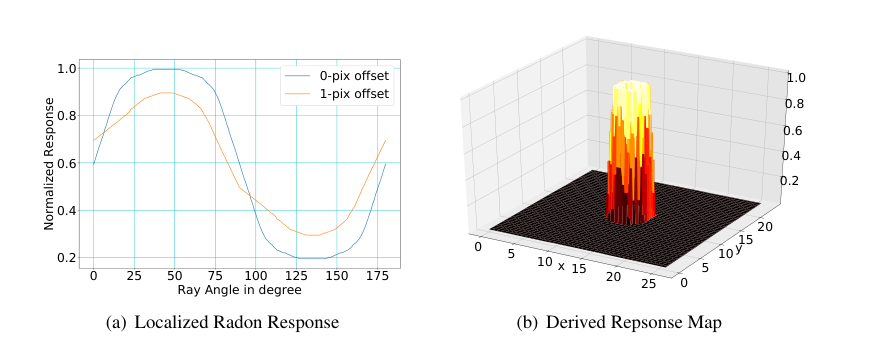 1.0
0.8
0.6
0.4
0.2
Normalized Response
0-pix offset
1-pix offset
0 25 50 75 100 125 150 175
Ray Angle in degree
(a) Localized Radon Response
1.0
0.8
0.6
0.4
0.2
0 5 10 15 20 25
x
0 5 10 15 20
y
(b) Derived Repsonse Map